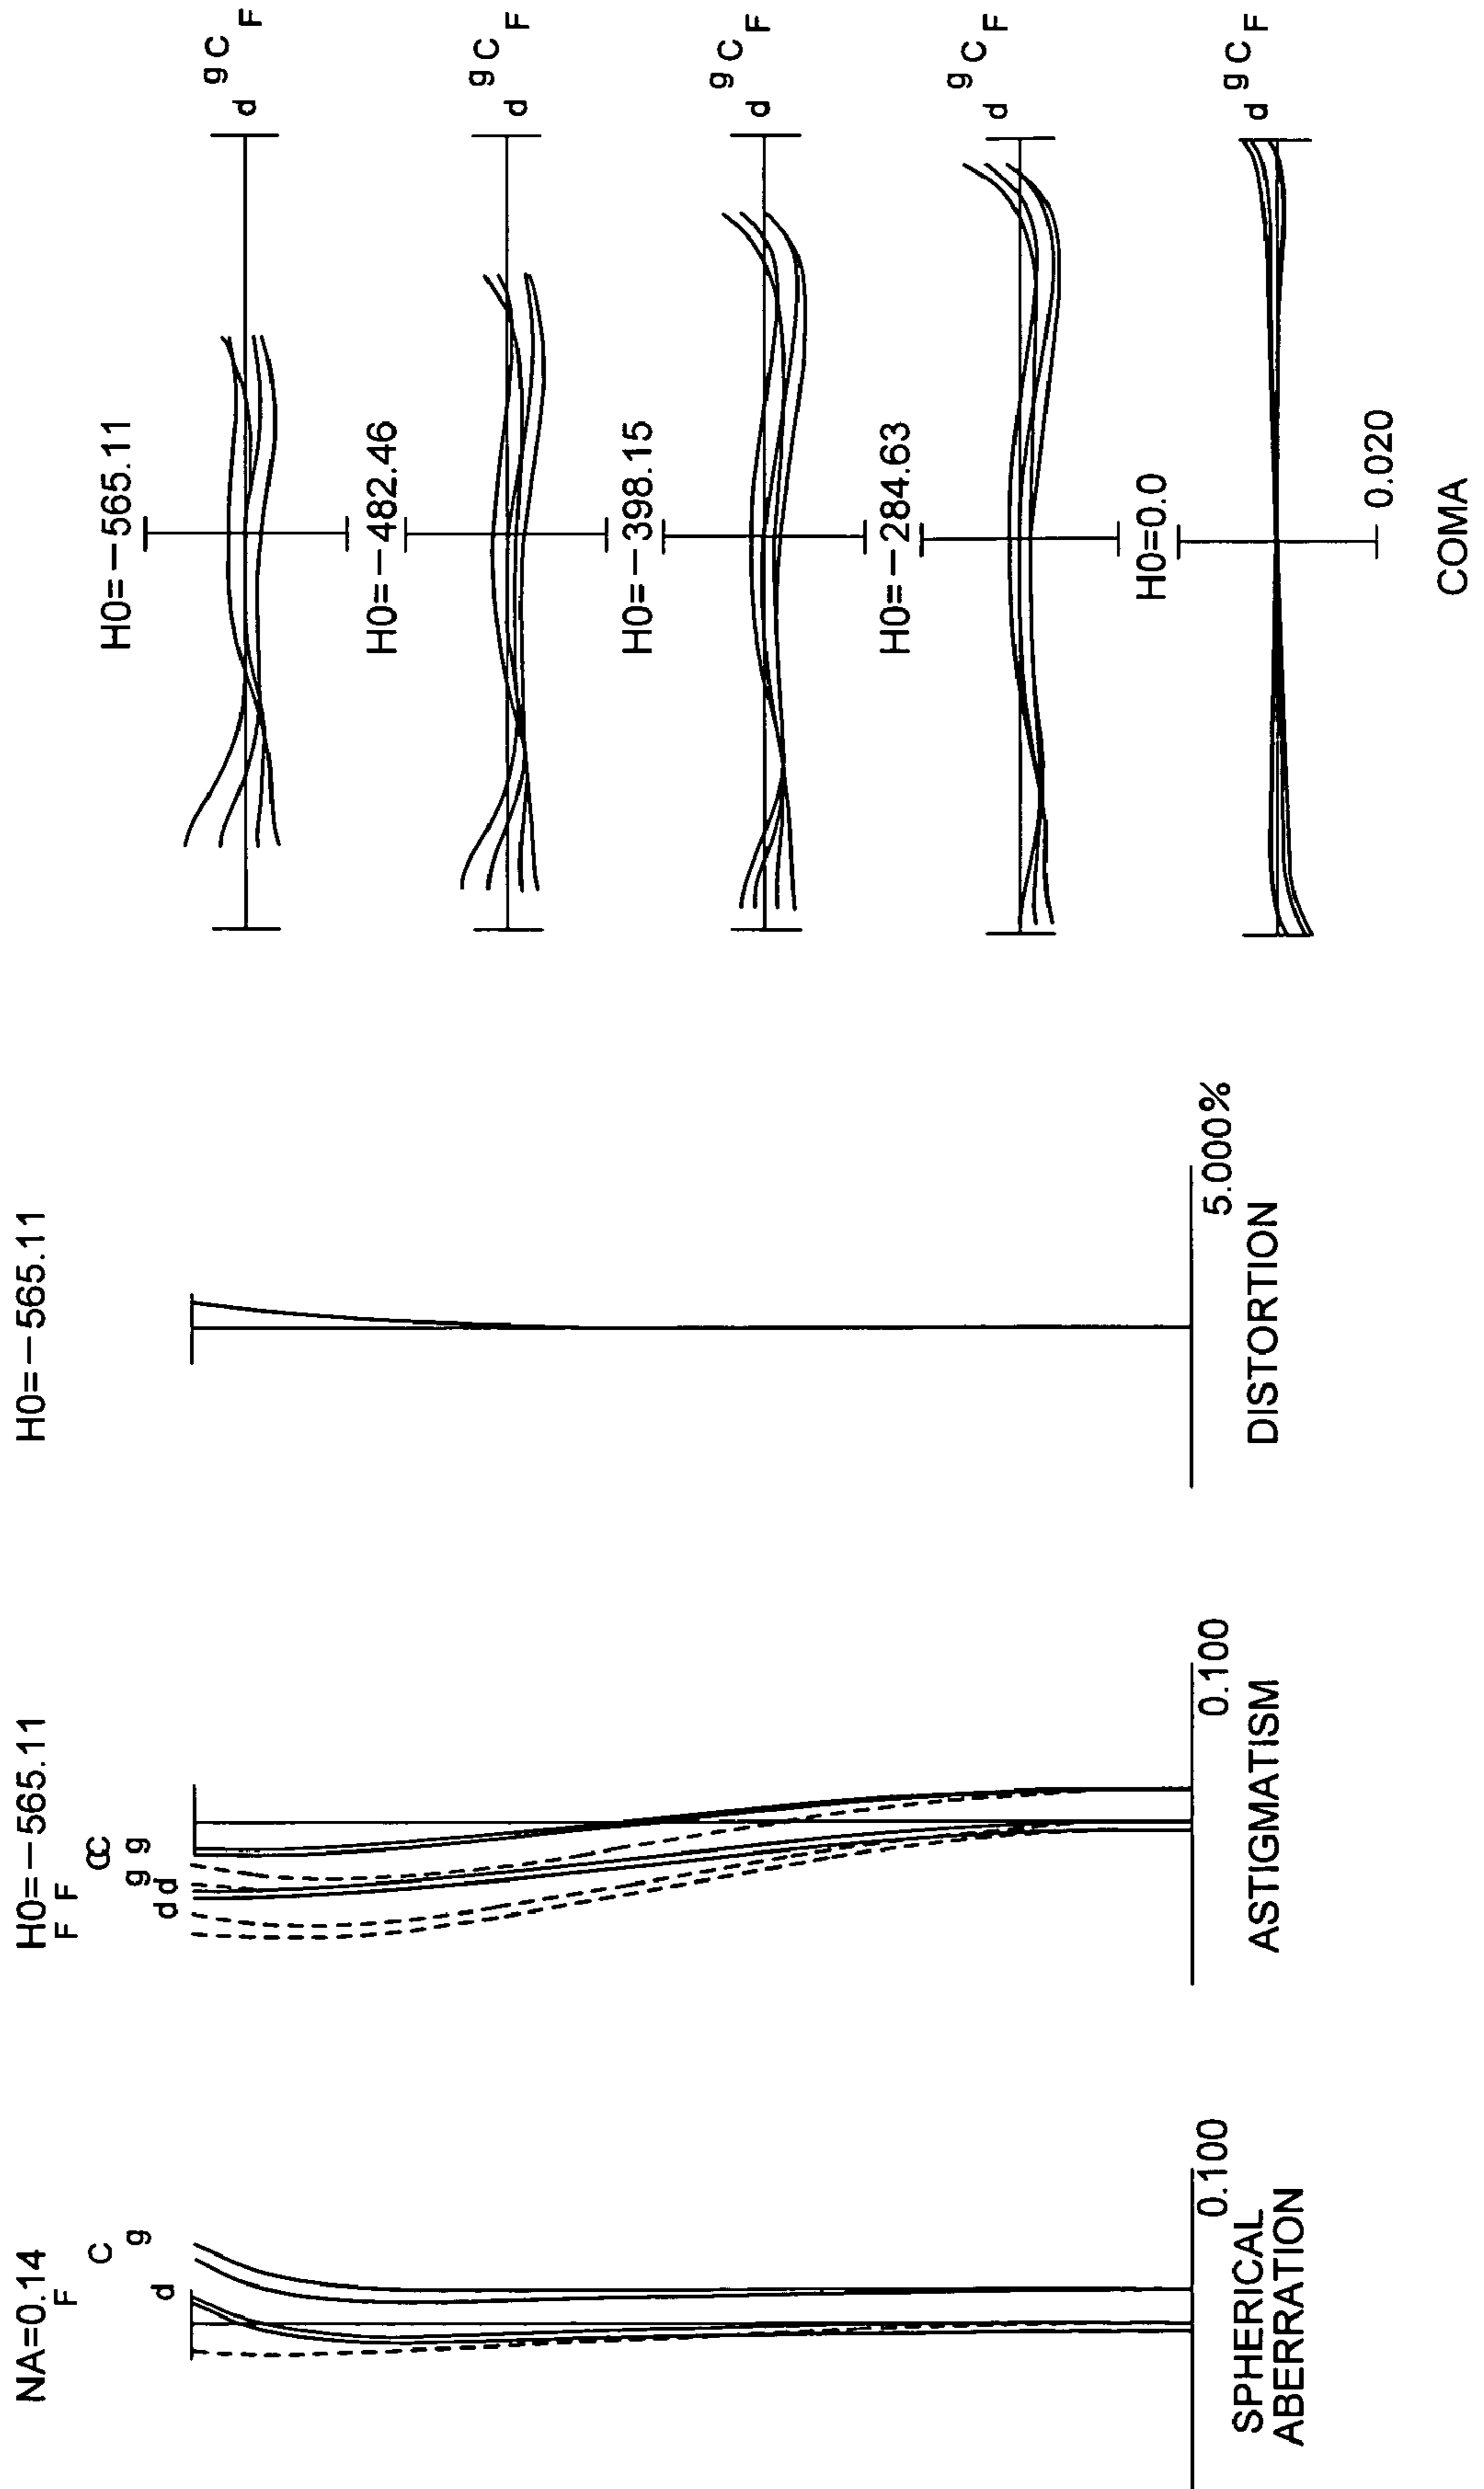 NA=0.14
F
C
g
d
0.100
SPHERICAL
ABERRATION
H0=−565.11
F F
C C
g g
d d
0.100
ASTIGMATISM
H0=−565.11
5.000%
DISTORTION
H0=−565.11
g C
d F
H0=−482.46
g C
d F
H0=−398.15
g C
d F
H0=−284.63
g C
d F
H0=0.0
g C
d F
0.020
COMA